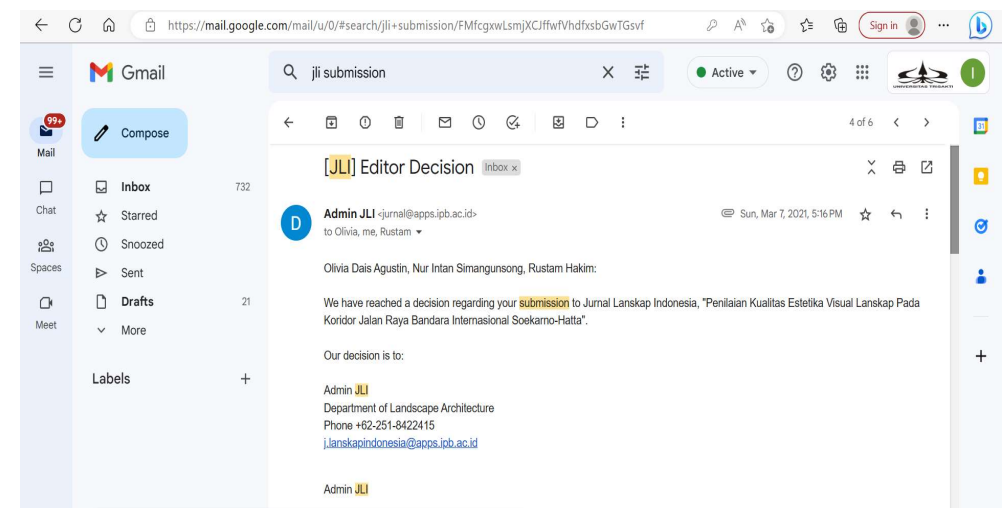 https://mail.google.com/mail/u/0/#search/jli+submission/FMfcgxwLsmjXCJffwfVhdfxsbGwTGsvf
Sign in
Gmail
jli submission
Active
UNIVERSITAS TRISAKTI
I
99+
Mail
Chat
Spaces
Meet
Compose
Inbox 732
Starred
Snoozed
Sent
Drafts 21
More
Labels
4 of 6
31
[JLI] Editor Decision Inbox x
D
Admin JLI <jurnal@apps.ipb.ac.id> Sun, Mar 7, 2021, 5:16 PM
to Olivia, me, Rustam
Olivia Dais Agustin, Nur Intan Simangunsong, Rustam Hakim:
We have reached a decision regarding your submission to Jurnal Lanskap Indonesia, "Penilaian Kualitas Estetika Visual Lanskap Pada
Koridor Jalan Raya Bandara Internasional Soekarno-Hatta".
Our decision is to:
Admin JLI
Department of Landscape Architecture
Phone +62-251-8422415
j.lanskapindonesia@apps.ipb.ac.id
Admin JLI